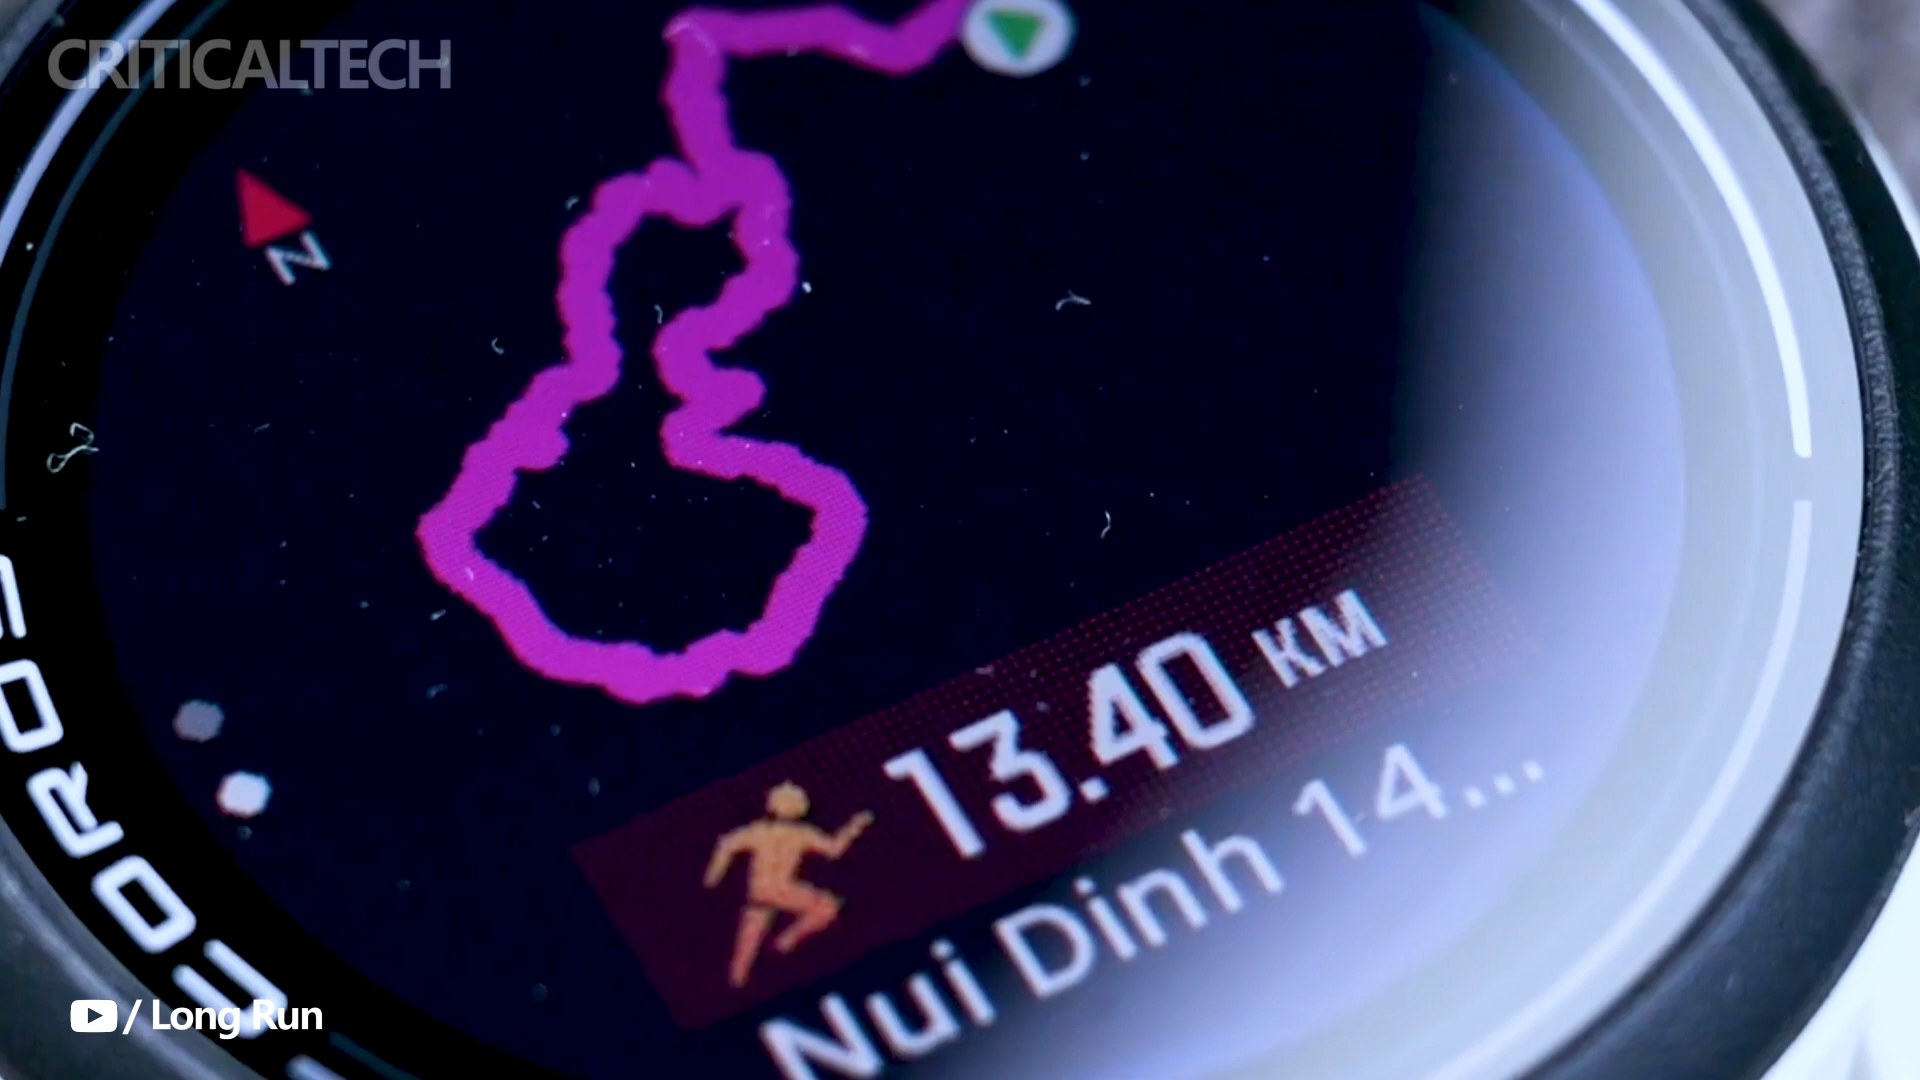 CRITICALTECH
N
13.40 KM
Nui Dinh 14...
COROS
/ Long Run